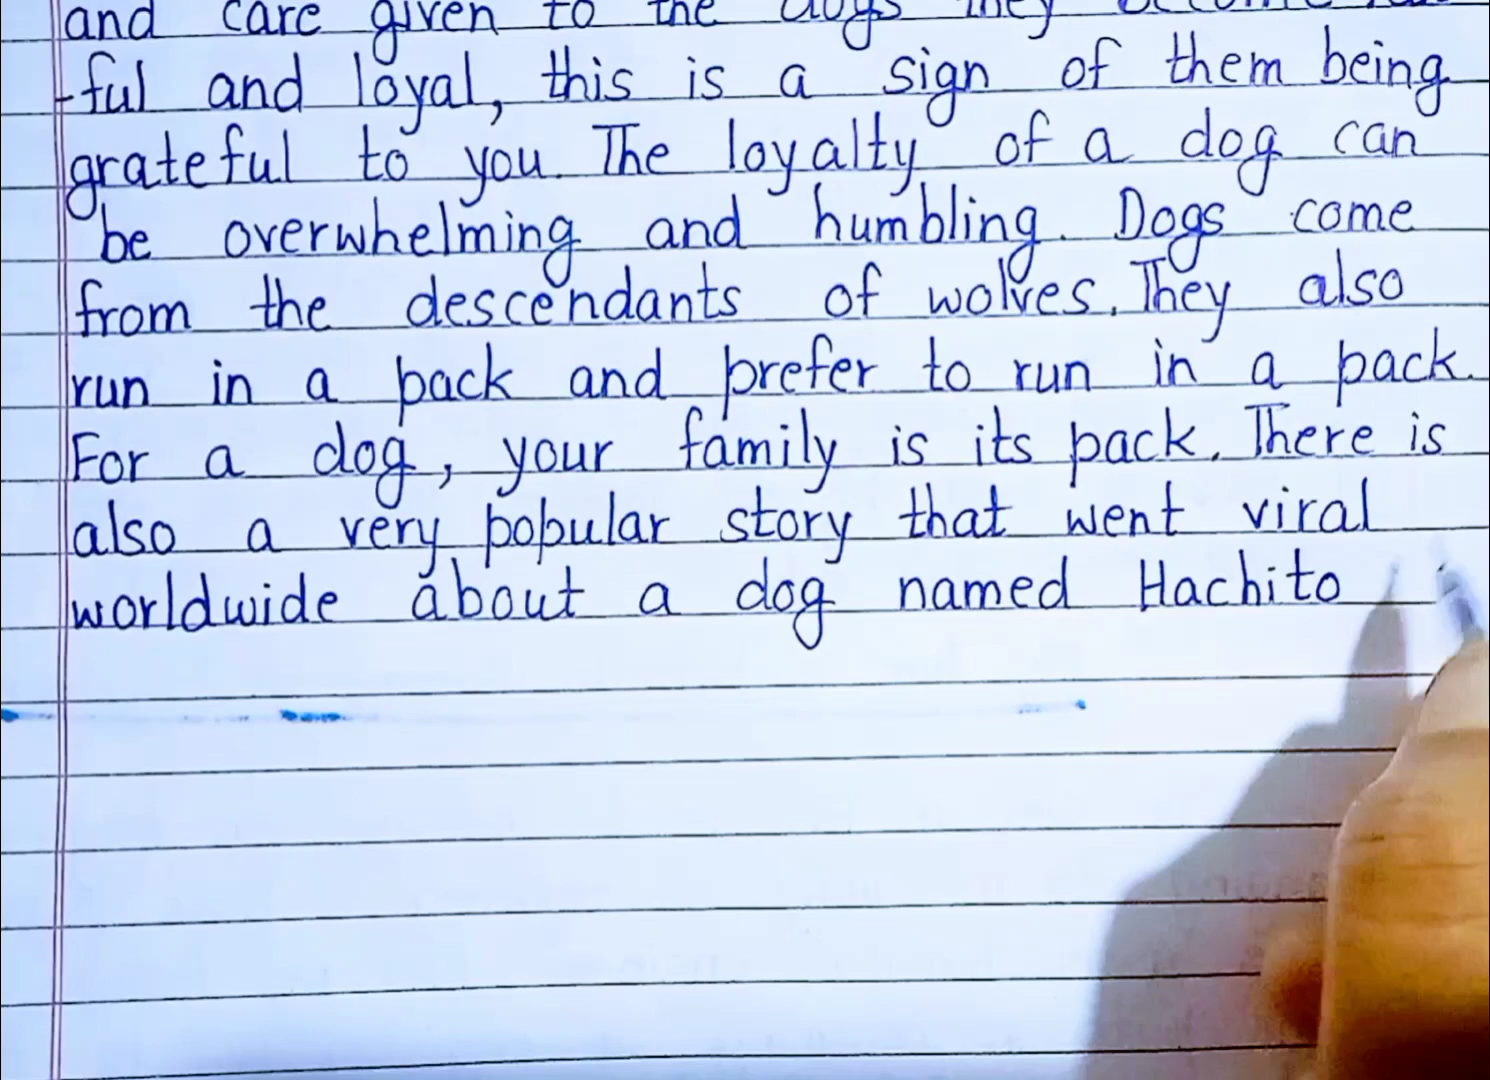 and care given to the dogs they become
-ful and loyal, this is a sign of them being
grateful to you. The loyalty of a dog can
be overwhelming and humbling. Dogs come
from the descendants of wolves. They also
run in a pack and prefer to run in a pack.
For a dog, your family is its pack. There is
also a very popular story that went viral
worldwide about a dog named Hachito